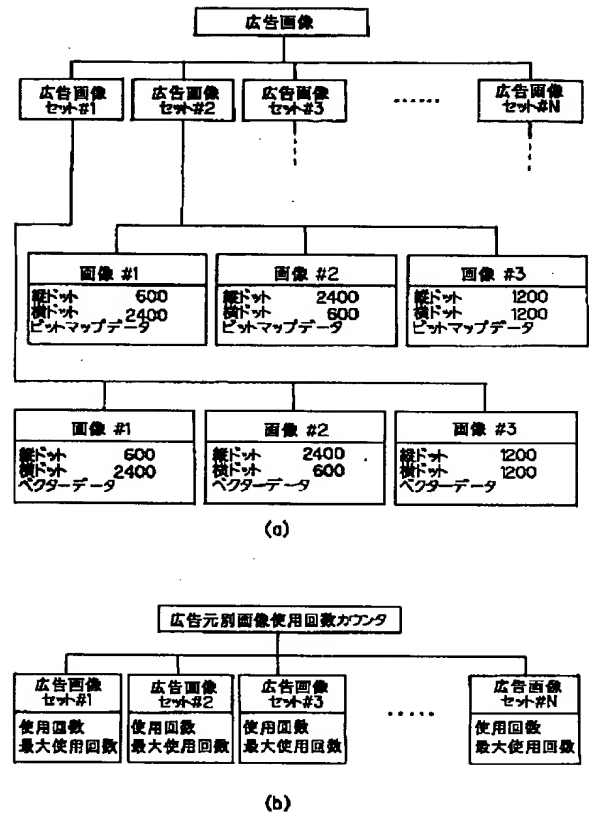 広告画像
広告画像
セット#1
広告画像
セット#2
広告画像
セット#3
......
広告画像
セット#N
画像 #1
縦ドット 600
横ドット 2400
ビットマップデータ
画像 #2
縦ドット 2400
横ドット 600
ビットマップデータ
画像 #3
縦ドット 1200
横ドット 1200
ビットマップデータ
画像 #1
縦ドット 600
横ドット 2400
ベクターデータ
画像 #2
縦ドット 2400
横ドット 600
ベクターデータ
画像 #3
縦ドット 1200
横ドット 1200
ベクターデータ
(a)
広告元別画像使用回数カウンタ
広告画像
セット#1
使用回数
最大使用回数
広告画像
セット#2
使用回数
最大使用回数
広告画像
セット#3
使用回数
最大使用回数
.....
広告画像
セット#N
使用回数
最大使用回数
(b)